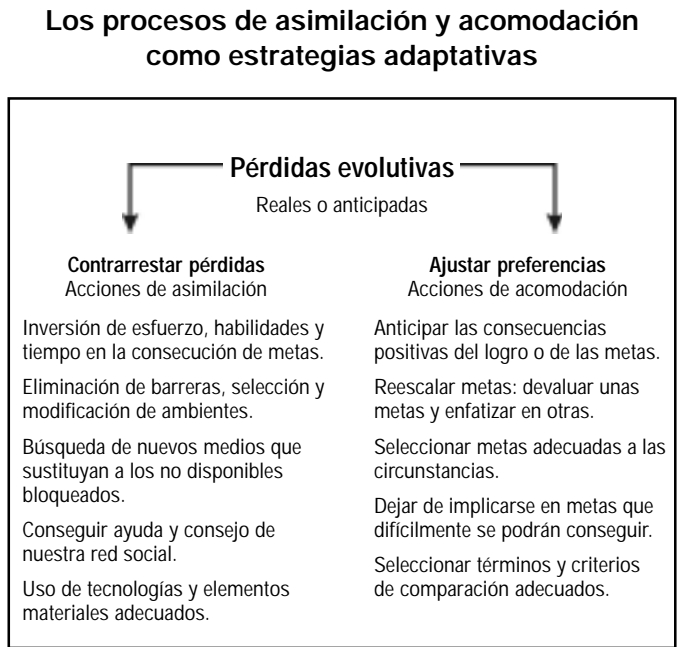 Los procesos de asimilación y acomodación
como estrategias adaptativas
Pérdidas evolutivas
Reales o anticipadas
Contrarrestar pérdidas
Acciones de asimilación
Inversión de esfuerzo, habilidades y
tiempo en la consecución de metas.
Eliminación de barreras, selección y
modificación de ambientes.
Búsqueda de nuevos medios que
sustituyan a los no disponibles
bloqueados.
Conseguir ayuda y consejo de
nuestra red social.
Uso de tecnologías y elementos
materiales adecuados.
Ajustar preferencias
Acciones de acomodación
Anticipar las consecuencias
positivas del logro o de las metas.
Reescalar metas: devaluar unas
metas y enfatizar en otras.
Seleccionar metas adecuadas a las
circunstancias.
Dejar de implicarse en metas que
difícilmente se podrán conseguir.
Seleccionar términos y criterios
de comparación adecuados.